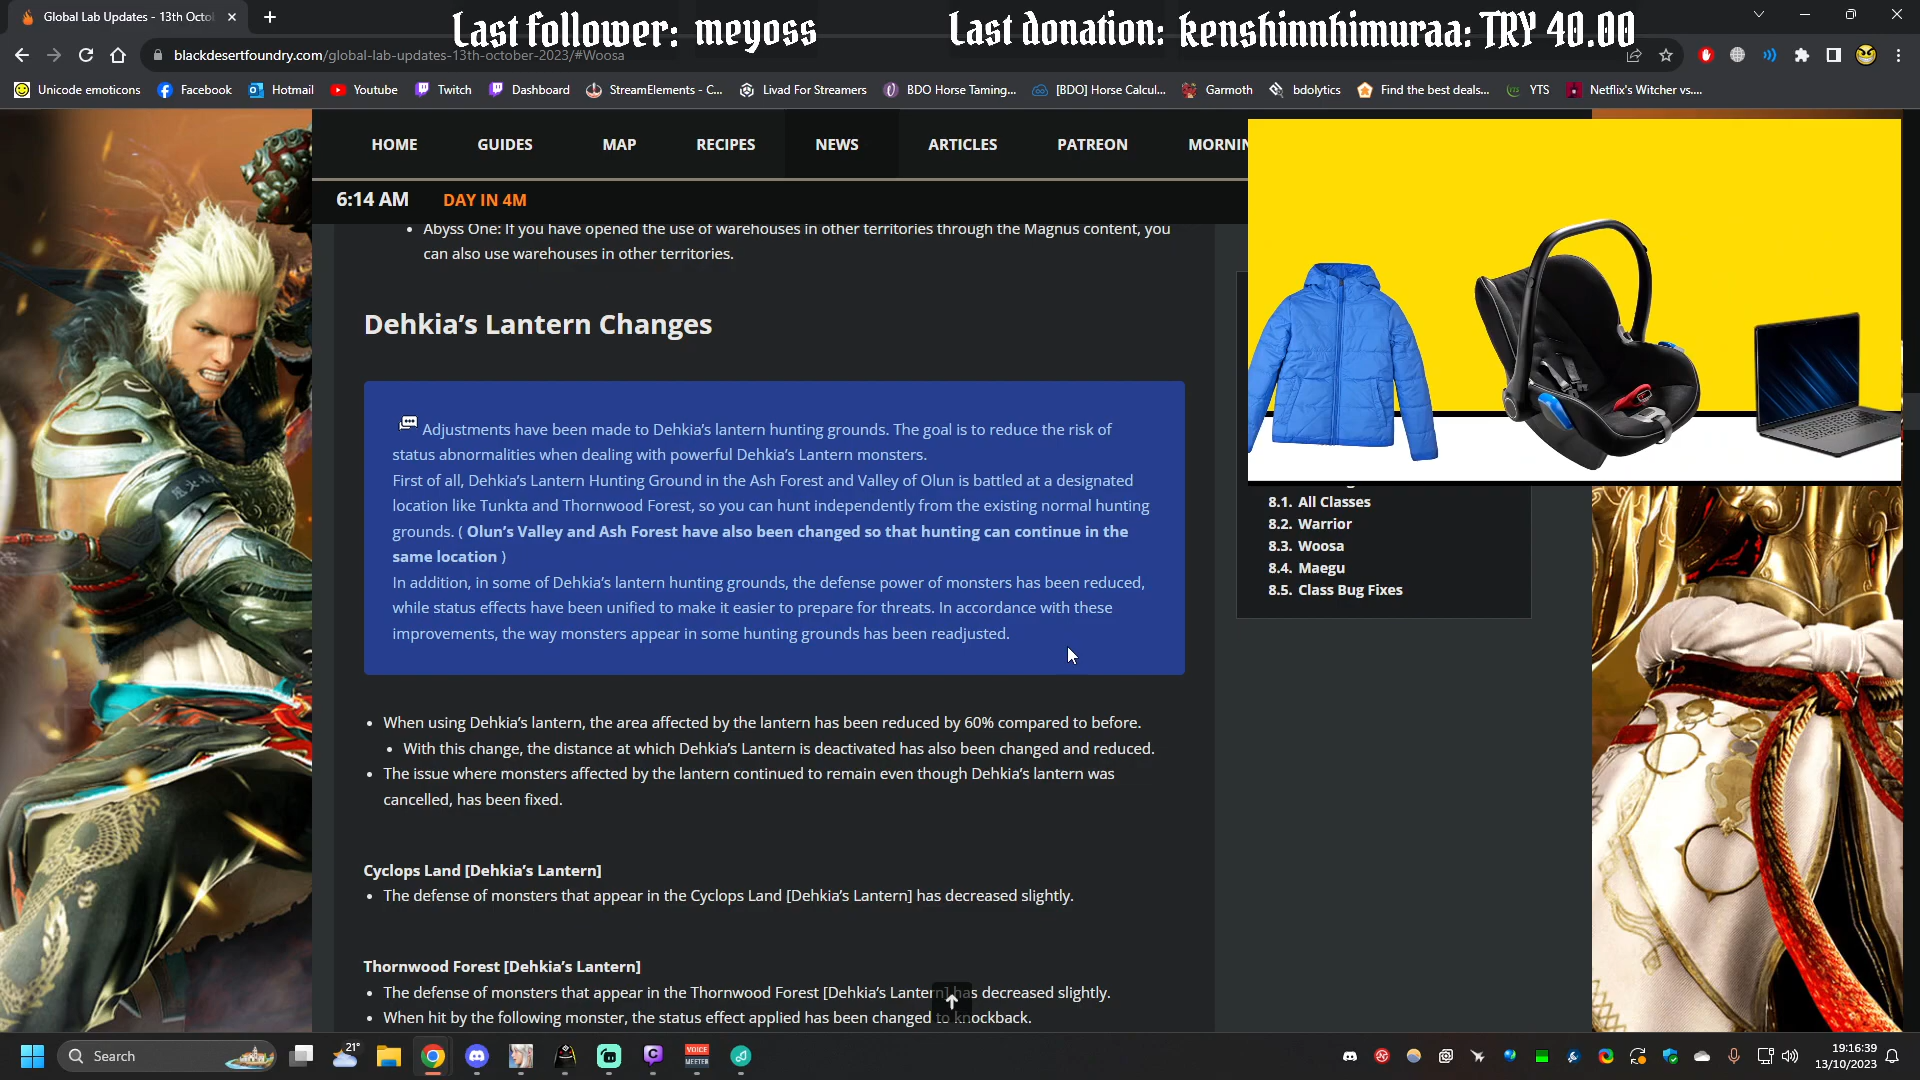 Global Lab Updates - 13th Octo
Last follower: meyoss
Last donation: kenshinnhimuraa: TRY 40.00
blackdesertfoundry.com/global-lab-updates-13th-october-2023/#Woosa
Unicode emoticons
Facebook
Hotmail
Youtube
Twitch
Dashboard
StreamElements - C...
Livad For Streamers
BDO Horse Taming...
[BDO] Horse Calcul...
Garmoth
bdolytics
Find the best deals...
YTS
Netflix's Witcher vs....
HOME
GUIDES
MAP
RECIPES
NEWS
ARTICLES
PATREON
MORNIN
6:14 AM
DAY IN 4M
• Abyss One: If you have opened the use of warehouses in other territories through the Magnus content, you
can also use warehouses in other territories.
Dehkia's Lantern Changes
Adjustments have been made to Dehkia's lantern hunting grounds. The goal is to reduce the risk of
status abnormalities when dealing with powerful Dehkia's Lantern monsters.
First of all, Dehkia's Lantern Hunting Ground in the Ash Forest and Valley of Olun is battled at a designated
location like Tunkta and Thornwood Forest, so you can hunt independently from the existing normal hunting
grounds. ( Olun's Valley and Ash Forest have also been changed so that hunting can continue in the
same location )
In addition, in some of Dehkia's lantern hunting grounds, the defense power of monsters has been reduced,
while status effects have been unified to make it easier to prepare for threats. In accordance with these
improvements, the way monsters appear in some hunting grounds has been readjusted.
• When using Dehkia's lantern, the area affected by the lantern has been reduced by 60% compared to before.
• With this change, the distance at which Dehkia's Lantern is deactivated has also been changed and reduced.
• The issue where monsters affected by the lantern continued to remain even though Dehkia's lantern was
cancelled, has been fixed.
Cyclops Land [Dehkia's Lantern]
• The defense of monsters that appear in the Cyclops Land [Dehkia's Lantern] has decreased slightly.
Thornwood Forest [Dehkia's Lantern]
• The defense of monsters that appear in the Thornwood Forest [Dehkia's Lantern] has decreased slightly.
• When hit by the following monster, the status effect applied has been changed to knockback.
8.1. All Classes
8.2. Warrior
8.3. Woosa
8.4. Maegu
8.5. Class Bug Fixes
Search
21°
VOICE
MEETER
19:16:39
13/10/2023